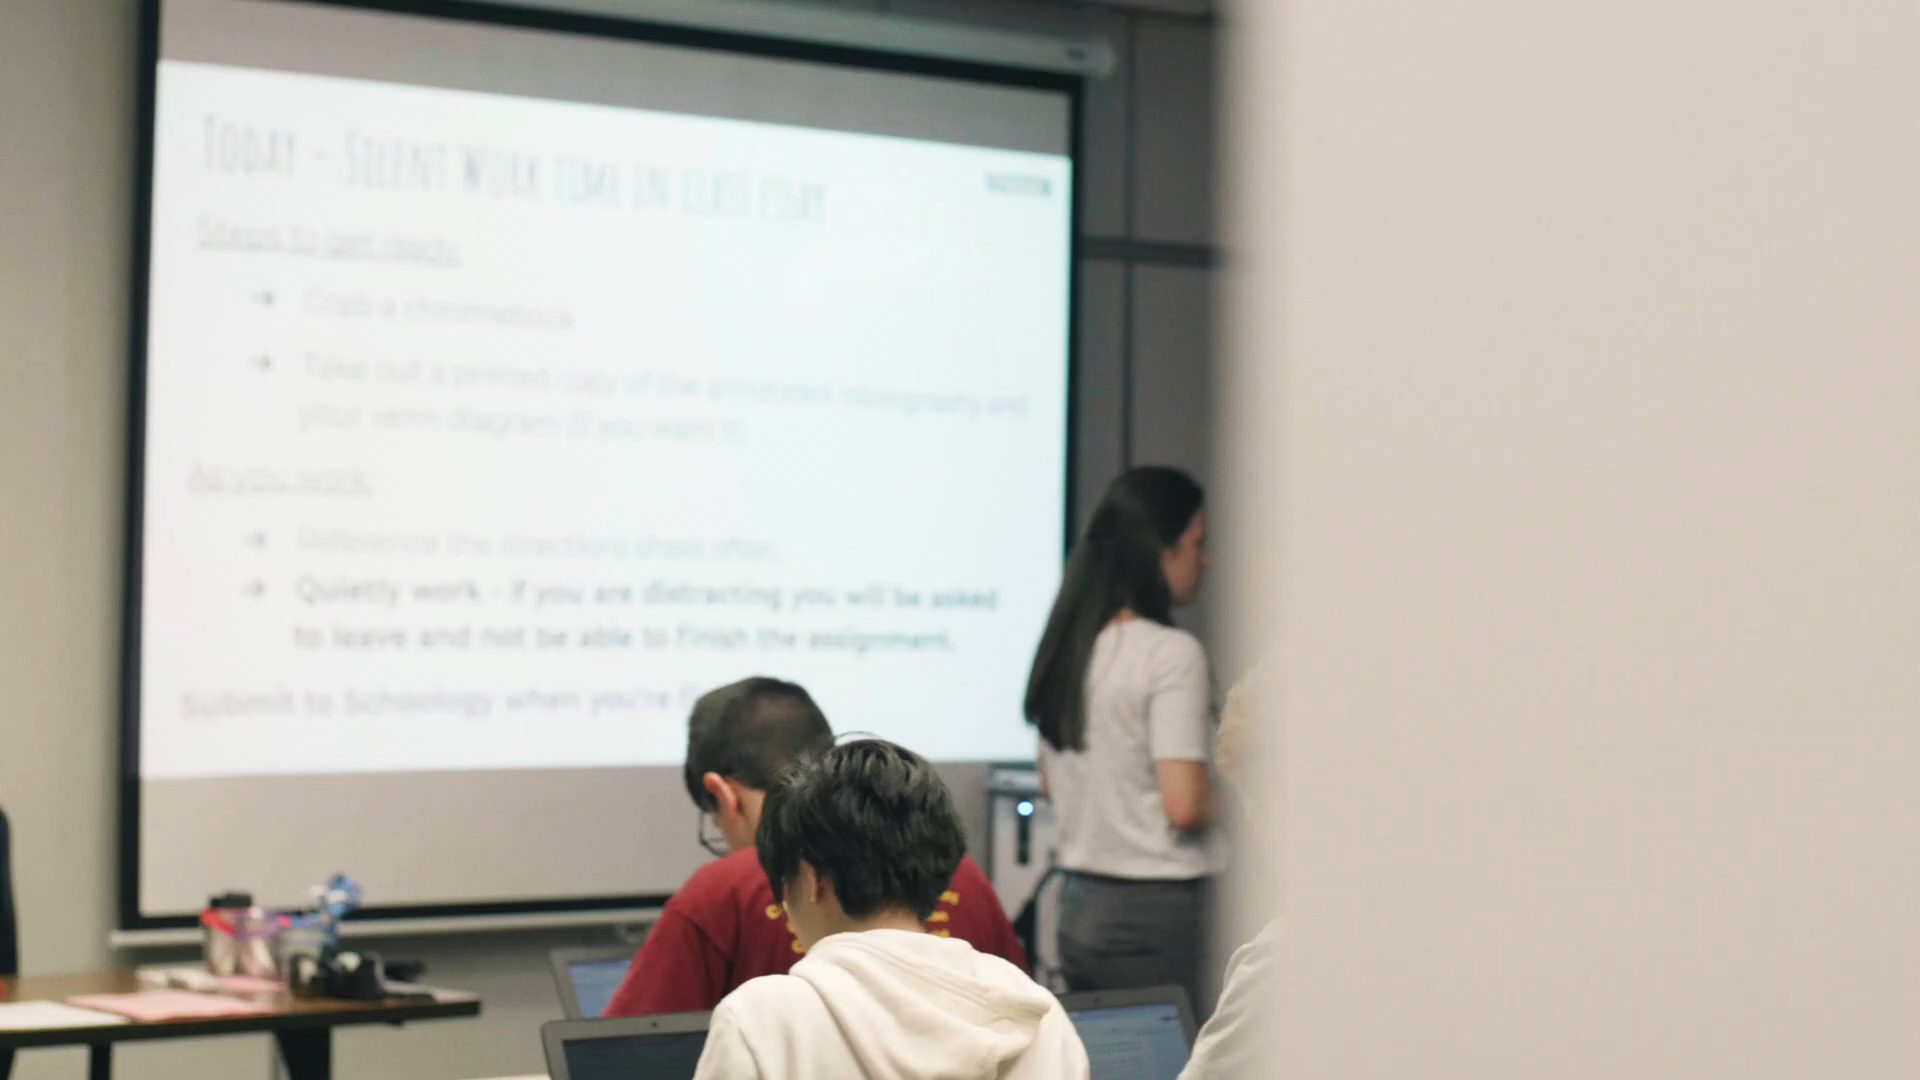 Today - Silent Work time in class essay
Steps to get ready:
➔ Grab a chromebook
➔ Take out a printed copy of the annotated bibliography and
your venn diagram (if you want it)
As you work:
➔ Reference the directions sheet often.
➔ Quietly work - if you are distracting you will be asked
to leave and not be able to finish the assignment.
Submit to Schoology when you're